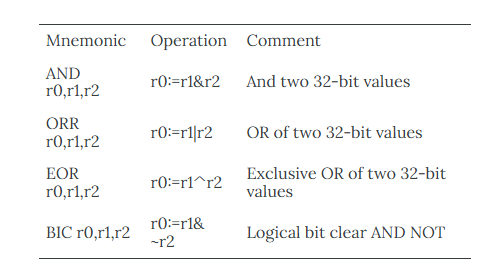 Mnemonic Operation Comment
AND
r0,r1,r2 r0:=r1&r2 And two 32-bit values
ORR
r0,r1,r2 r0:=r1|r2 OR of two 32-bit values
EOR
r0,r1,r2 r0:=r1^r2 Exclusive OR of two 32-bit
values
BIC r0,r1,r2 r0:=r1&
~r2 Logical bit clear AND NOT